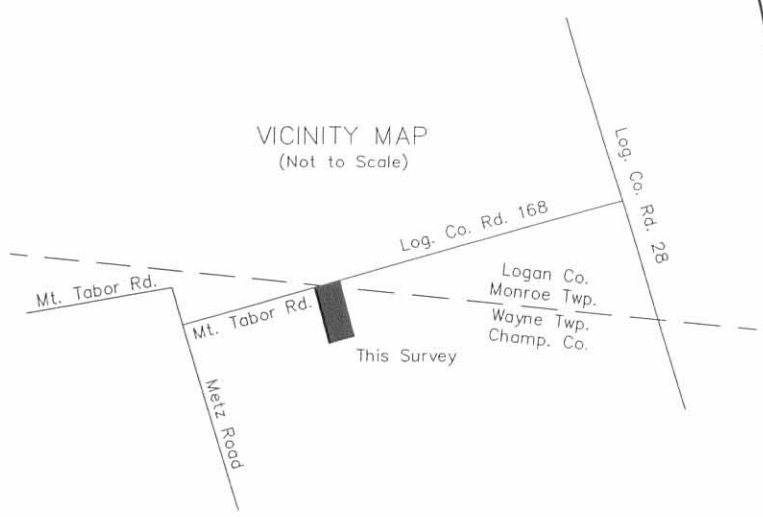 VICINITY MAP
(Not to Scale)
Log. Co. Rd. 28
Log. Co. Rd. 168
Logan Co.
Monroe Twp.
Wayne Twp.
Champ. Co.
Mt. Tabor Rd.
Mt. Tabor Rd.
This Survey
Metz Road